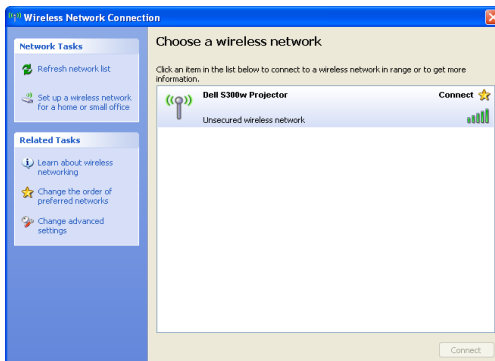 Wireless Network Connection
Network Tasks
Refresh network list
Set up a wireless network
for a home or small office
Related Tasks
Learn about wireless
networking
Change the order of
preferred networks
Change advanced
settings
Choose a wireless network
Click an item in the list below to connect to a wireless network in range or to get more
information.
Dell S300w Projector
Connect
Unsecured wireless network
Connect